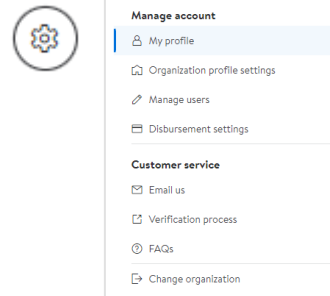 Manage account
My profile
Organization profile settings
Manage users
Disbursement settings
Customer service
Email us
Verification process
FAQs
Change organization